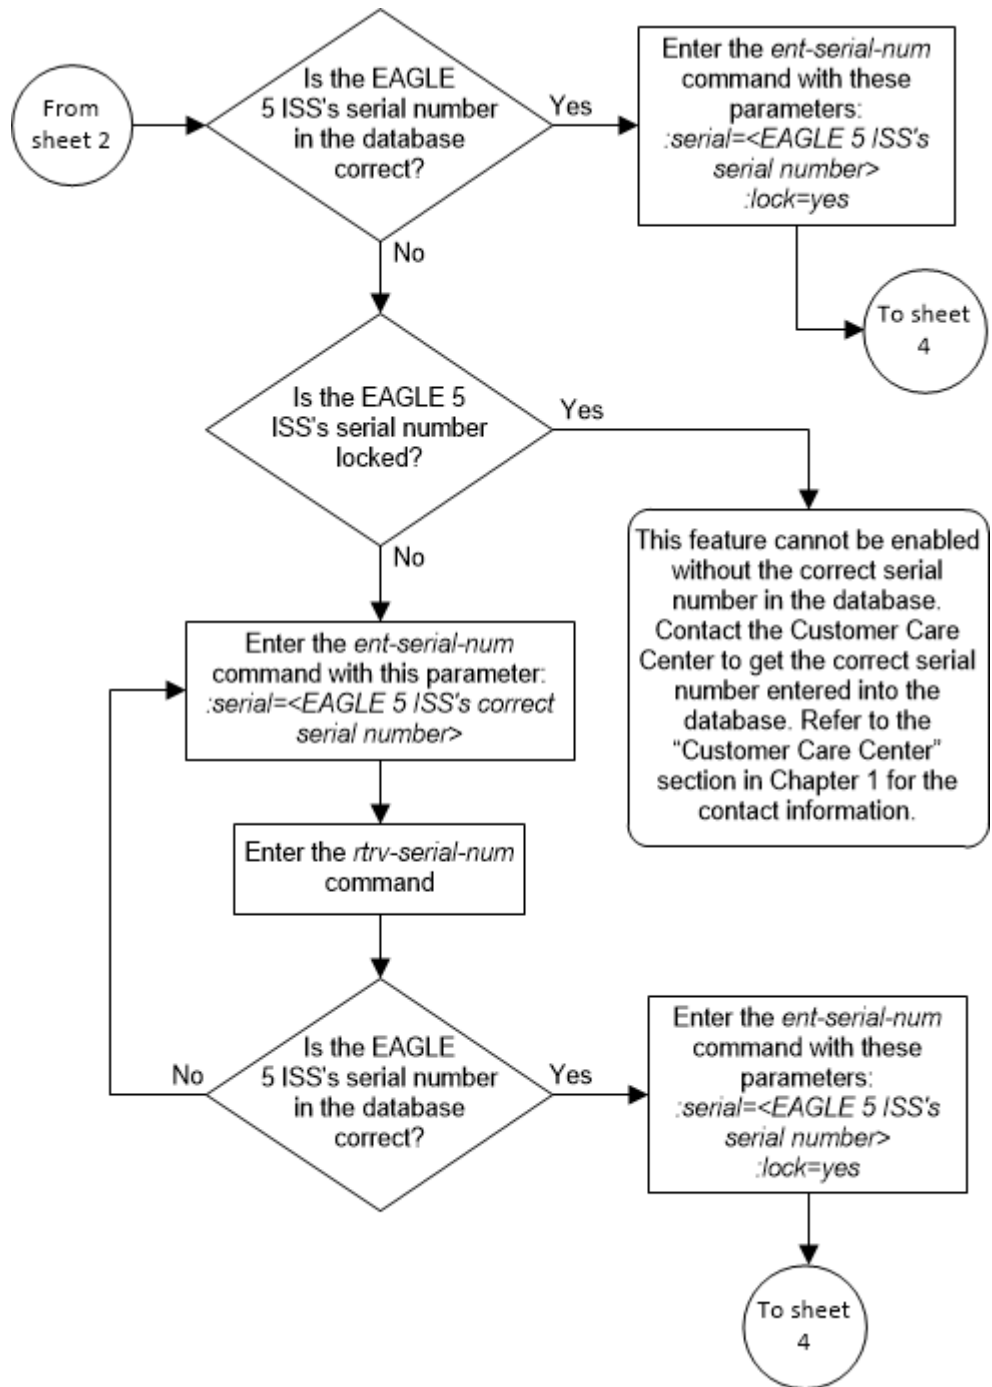 From
sheet 2
Is the EAGLE
5 ISS's serial number
in the database
correct?
Yes
Enter the ent-serial-num
command with these
parameters:
:serial=<EAGLE 5 ISS's
serial number>
:lock=yes
No
To sheet
4
Is the EAGLE 5
ISS's serial number
locked?
Yes
This feature cannot be enabled
without the correct serial
number in the database.
Contact the Customer Care
Center to get the correct serial
number entered into the
database. Refer to the
“Customer Care Center”
section in Chapter 1 for the
contact information.
No
Enter the ent-serial-num
command with this parameter:
:serial=<EAGLE 5 ISS's correct
serial number>
Enter the rtrv-serial-num
command
Is the EAGLE
5 ISS's serial number
in the database
correct?
No
Yes
Enter the ent-serial-num
command with these
parameters:
:serial=<EAGLE 5 ISS's
serial number>
:lock=yes
To sheet
4